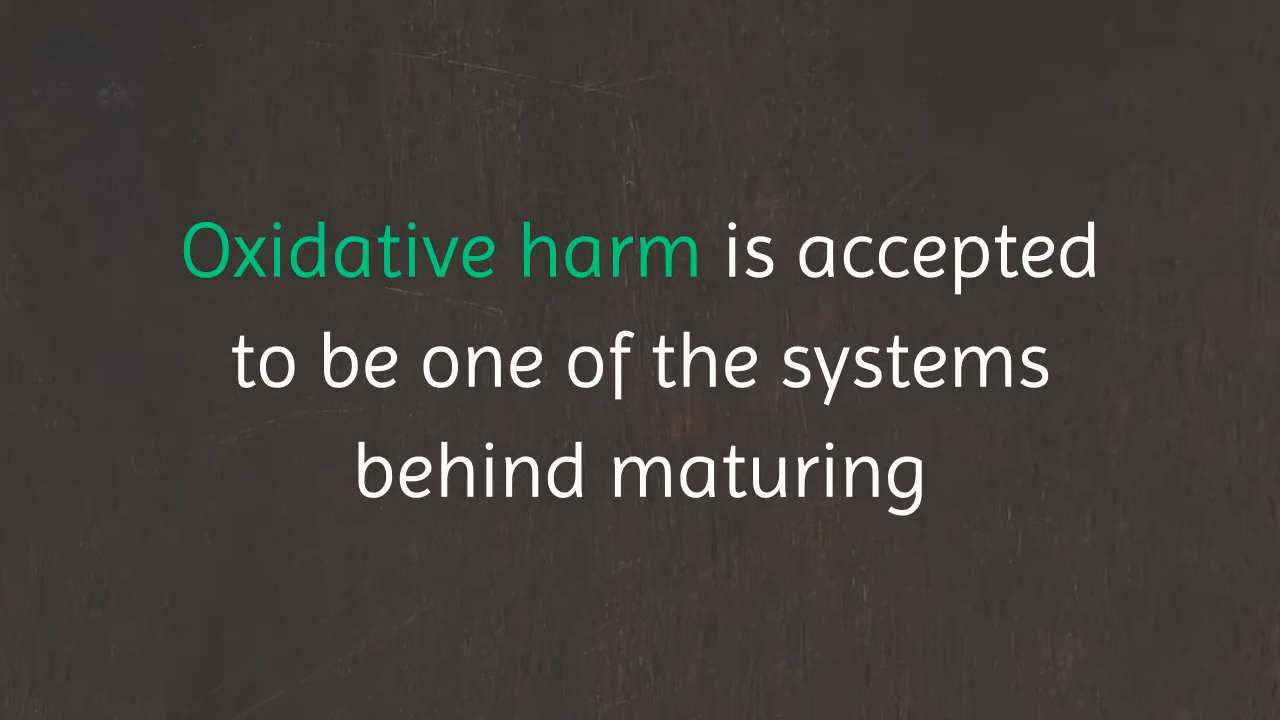 Oxidative harm is accepted
to be one of the systems
behind maturing